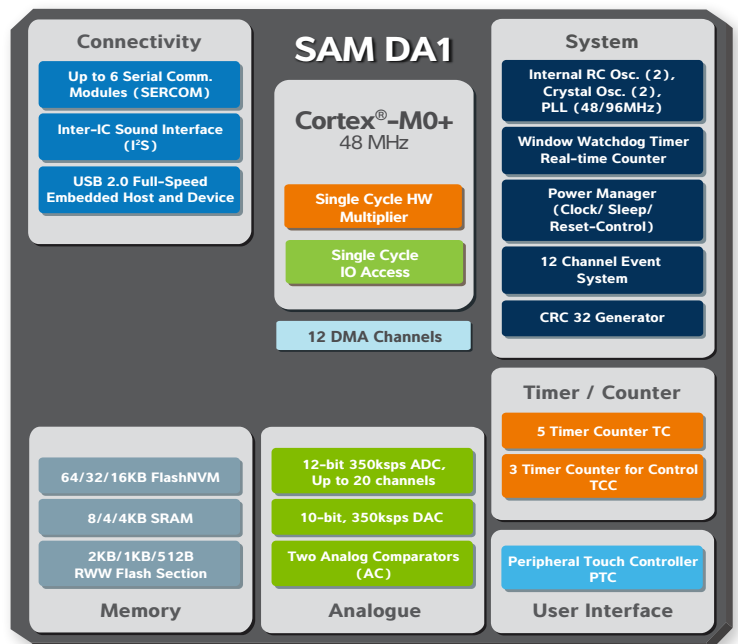 Connectivity
Up to 6 Serial Comm.
Modules (SERCOM)
Inter-IC Sound Interface
(I²S)
USB 2.0 Full-Speed
Embedded Host and Device
SAM DA1
Cortex®-M0+
48 MHz
Single Cycle HW
Multiplier
Single Cycle
IO Access
12 DMA Channels
System
Internal RC Osc. (2),
Crystal Osc. (2),
PLL (48/96MHz)
Window Watchdog Timer
Real-time Counter
Power Manager
(Clock/ Sleep/
Reset-Control)
12 Channel Event
System
CRC 32 Generator
Timer / Counter
5 Timer Counter TC
3 Timer Counter for Control
TCC
64/32/16KB FlashNVM
8/4/4KB SRAM
2KB/1KB/512B
RWW Flash Section
Memory
12-bit 350ksps ADC,
Up to 20 channels
10-bit, 350ksps DAC
Two Analog Comparators
(AC)
Analogue
Peripheral Touch Controller
PTC
User Interface